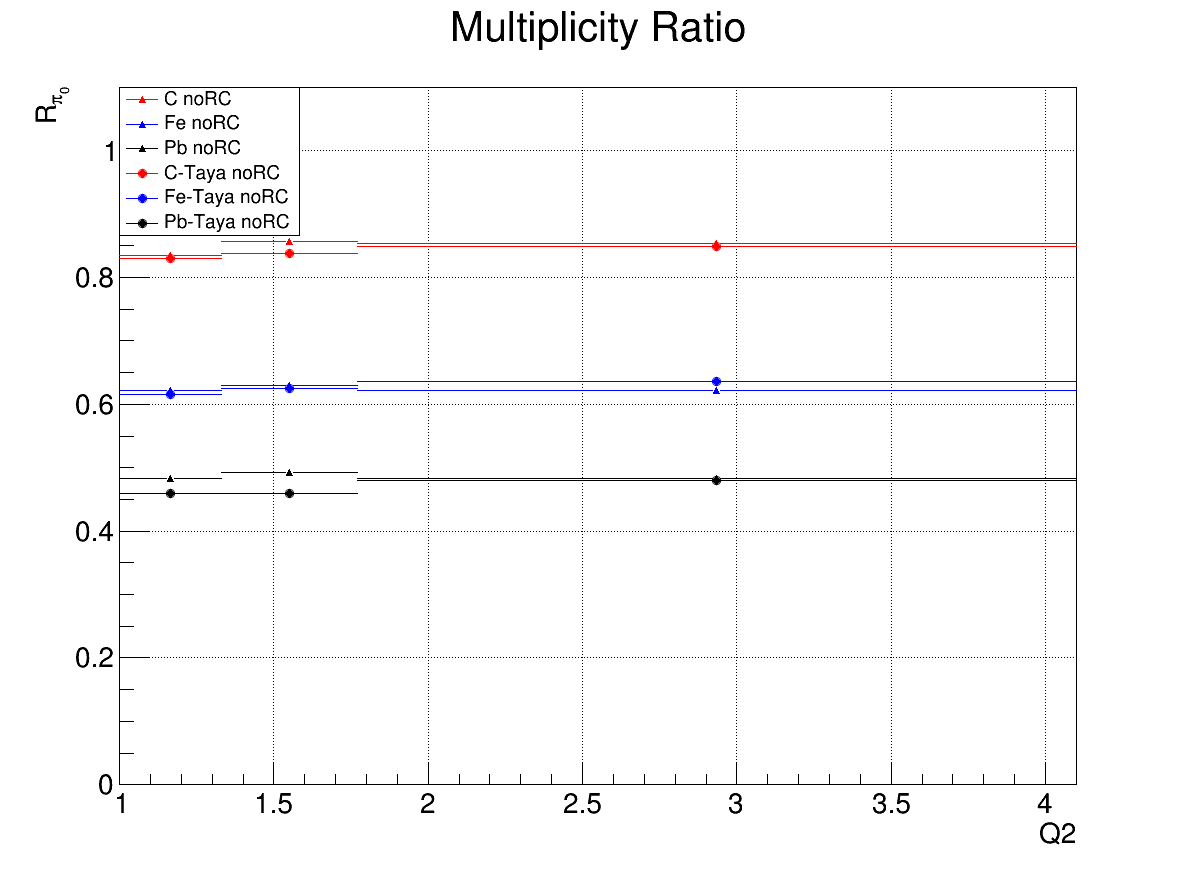 Multiplicity Ratio
Rπ0
C noRC
Fe noRC
Pb noRC
C-Taya noRC
Fe-Taya noRC
Pb-Taya noRC
1
0.8
0.6
0.4
0.2
0
1 1.5 2 2.5 3 3.5 4
Q2